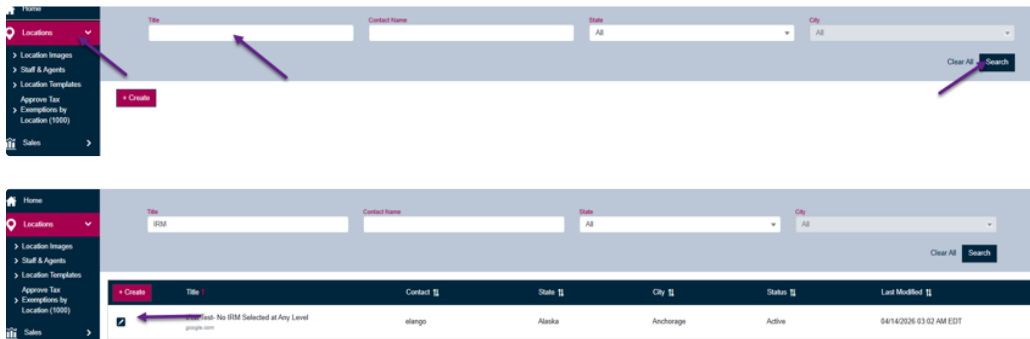 Home
Title
Contact Name
State
City
Locations
All
All
> Location Images
> Staff & Agents
> Location Templates
Clear All
Search
Approve Tax
> Exemptions by
Location (1000)
+ Create
Sales >
Home
Title
Contact Name
State
City
Locations
IRM
All
All
> Location Images
> Staff & Agents
> Location Templates
Clear All
Search
Approve Tax
> Exemptions by
Location (1000)
+ Create
Title
Contact
State
City
Status
Last Modified
Test- No IRM Selected at Any Level
google.com
elango
Alaska
Anchorage
Active
04/14/2026 03:02 AM EDT
Sales >